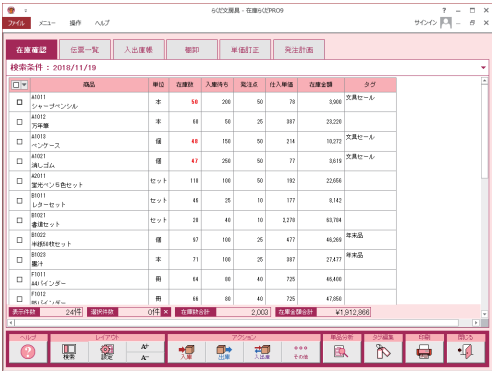 らくだ文具 - 在庫らくだPRO9
ファイル メニュー 操作 ヘルプ サインイン
在庫確認 伝票一覧 入出庫帳 棚卸 単価訂正 発注計画
検索条件：2018/11/19
商品 単位 在庫数 入庫待ち 発注点 仕入単価 在庫金額 タグ
A1011
シャープペンシル 本 50 200 50 78 3,900 文具セール
A1012
万年筆 本 60 50 25 387 23,220
A1013
ペンケース 個 48 150 50 214 10,272 文具セール
A1021
消しゴム 個 47 250 50 77 3,619 文具セール
A2011
蛍光ペン5色セット セット 118 100 50 192 22,656
B1011
レターセット セット 46 25 10 177 8,142
B1021
書道セット セット 28 40 10 2,278 63,784
B1022
半紙50枚セット 個 97 100 25 477 46,269 年末品
B1023
墨汁 本 71 100 25 387 27,477 年末品
F1011
A4バインダー 冊 64 80 40 725 46,400
F1012
冊 66 80 40 725 47,850
表示件数 24件 選択件数 0件 在庫数合計 2,003 在庫金額合計 ¥1,912,866
ヘルプ レイアウト アクション 単品分析 タグ編集 印刷 閉じる
検索 設定 A+ A- 入庫 出庫 入出庫 その他